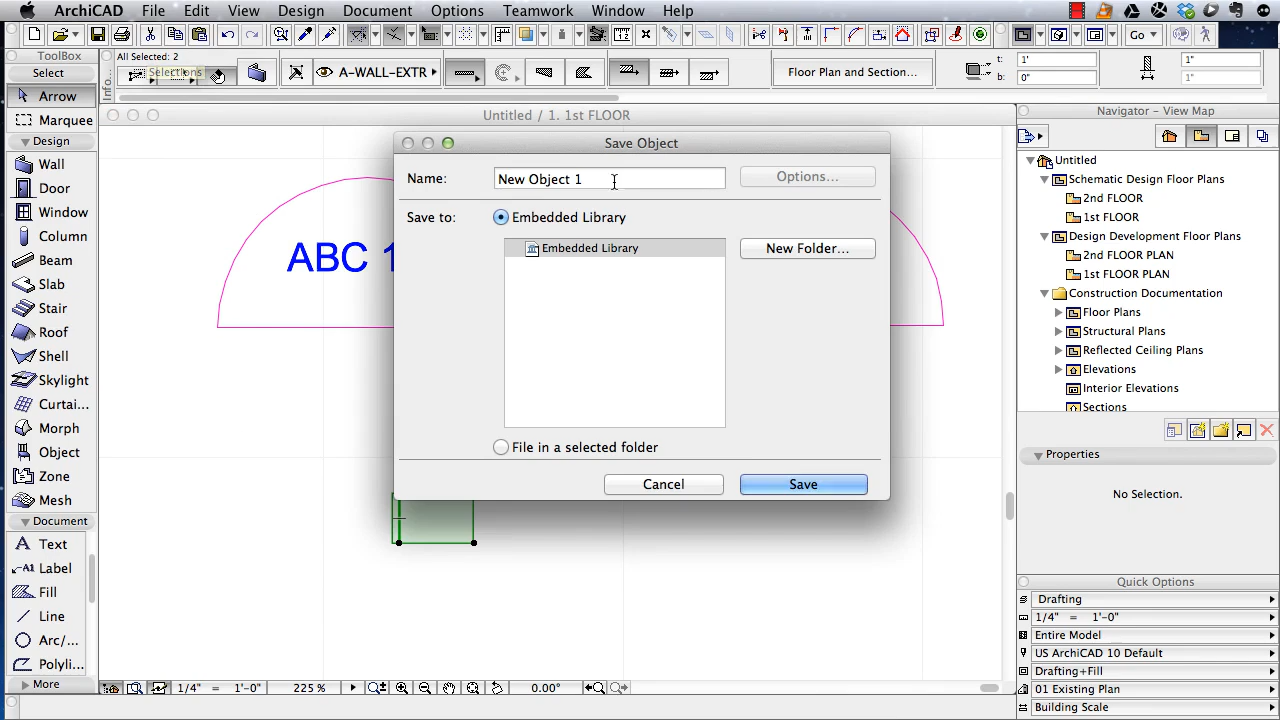 ArchiCAD File Edit View Design Document Options Teamwork Window Help
Go
ToolBox
All Selected: 2
Select
Selections
A-WALL-EXTR
Floor Plan and Section...
t: 1'
b: 0"
1"
1"
Arrow
Marquee
Design
Wall
Door
Window
Column
Beam
Slab
Stair
Roof
Shell
Skylight
Curtai...
Morph
Object
Zone
Mesh
Document
Text
A1 Label
Fill
Line
Arc/...
Polyli...
More
Untitled / 1. 1st FLOOR
ABC 1
Save Object
Name: New Object 1
Options...
Save to: Embedded Library
Embedded Library
New Folder...
File in a selected folder
Cancel
Save
1/4" = 1'-0"
225 %
0.00°
Navigator - View Map
Untitled
Schematic Design Floor Plans
2nd FLOOR
1st FLOOR
Design Development Floor Plans
2nd FLOOR PLAN
1st FLOOR PLAN
Construction Documentation
Floor Plans
Structural Plans
Reflected Ceiling Plans
Elevations
Interior Elevations
Sections
Properties
No Selection.
Quick Options
Drafting
1/4" = 1'-0"
Entire Model
US ArchiCAD 10 Default
Drafting+Fill
01 Existing Plan
Building Scale